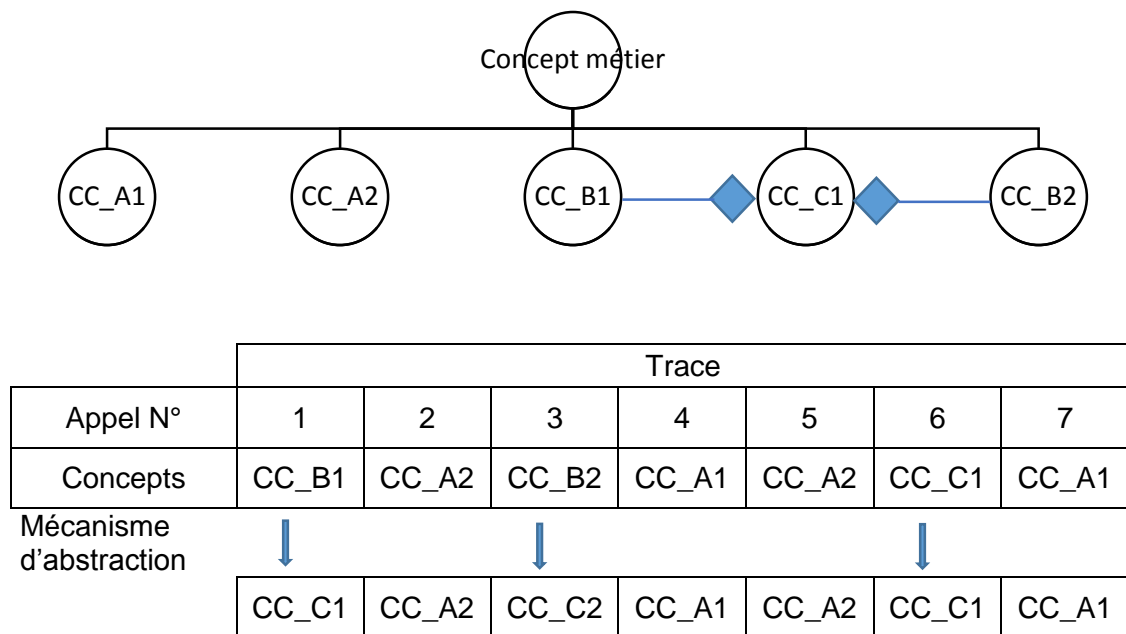 Concept métier
CC_A1 CC_A2 CC_B1 CC_C1 CC_B2
Trace
Appel N° 1 2 3 4 5 6 7
Concepts CC_B1 CC_A2 CC_B2 CC_A1 CC_A2 CC_C1 CC_A1
Mécanisme
d’abstraction
CC_C1 CC_A2 CC_C2 CC_A1 CC_A2 CC_C1 CC_A1